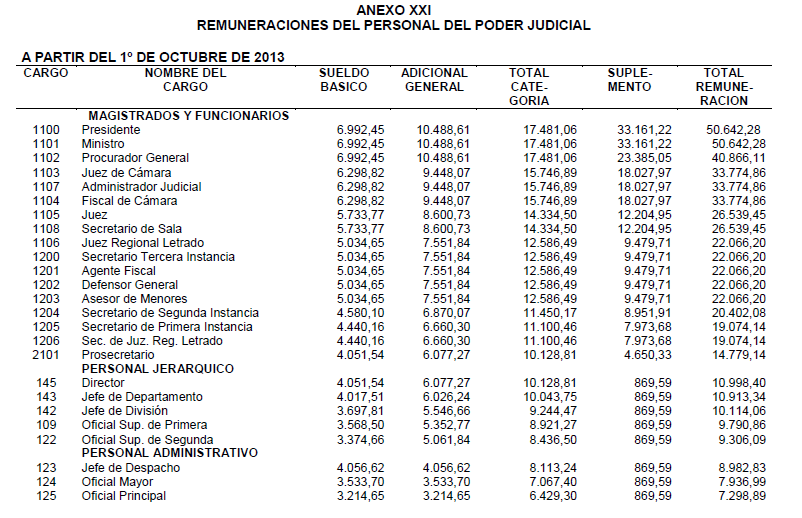 ANEXO XXI
REMUNERACIONES DEL PERSONAL DEL PODER JUDICIAL
A PARTIR DEL 1º DE OCTUBRE DE 2013
CARGO NOMBRE DEL SUELDO ADICIONAL TOTAL SUPLE- TOTAL
CARGO BASICO GENERAL CATE- MENTO REMUNE-
GORIA RACION
MAGISTRADOS Y FUNCIONARIOS
1100 Presidente 6.992,45 10.488,61 17.481,06 33.161,22 50.642,28
1101 Ministro 6.992,45 10.488,61 17.481,06 33.161,22 50.642,28
1102 Procurador General 6.992,45 10.488,61 17.481,06 23.385,05 40.866,11
1103 Juez de Cámara 6.298,82 9.448,07 15.746,89 18.027,97 33.774,86
1107 Administrador Judicial 6.298,82 9.448,07 15.746,89 18.027,97 33.774,86
1104 Fiscal de Cámara 6.298,82 9.448,07 15.746,89 18.027,97 33.774,86
1105 Juez 5.733,77 8.600,73 14.334,50 12.204,95 26.539,45
1108 Secretario de Sala 5.733,77 8.600,73 14.334,50 12.204,95 26.539,45
1106 Juez Regional Letrado 5.034,65 7.551,84 12.586,49 9.479,71 22.066,20
1200 Secretario Tercera Instancia 5.034,65 7.551,84 12.586,49 9.479,71 22.066,20
1201 Agente Fiscal 5.034,65 7.551,84 12.586,49 9.479,71 22.066,20
1202 Defensor General 5.034,65 7.551,84 12.586,49 9.479,71 22.066,20
1203 Asesor de Menores 5.034,65 7.551,84 12.586,49 9.479,71 22.066,20
1204 Secretario de Segunda Instancia 4.580,10 6.870,07 11.450,17 8.951,91 20.402,08
1205 Secretario de Primera Instancia 4.440,16 6.660,30 11.100,46 7.973,68 19.074,14
1206 Sec. de Juz. Reg. Letrado 4.440,16 6.660,30 11.100,46 7.973,68 19.074,14
2101 Prosecretario 4.051,54 6.077,27 10.128,81 4.650,33 14.779,14
PERSONAL JERARQUICO
145 Director 4.051,54 6.077,27 10.128,81 869,59 10.998,40
143 Jefe de Departamento 4.017,51 6.026,24 10.043,75 869,59 10.913,34
142 Jefe de División 3.697,81 5.546,66 9.244,47 869,59 10.114,06
109 Oficial Sup. de Primera 3.568,50 5.352,77 8.921,27 869,59 9.790,86
122 Oficial Sup. de Segunda 3.374,66 5.061,84 8.436,50 869,59 9.306,09
PERSONAL ADMINISTRATIVO
123 Jefe de Despacho 4.056,62 4.056,62 8.113,24 869,59 8.982,83
124 Oficial Mayor 3.533,70 3.533,70 7.067,40 869,59 7.936,99
125 Oficial Principal 3.214,65 3.214,65 6.429,30 869,59 7.298,89